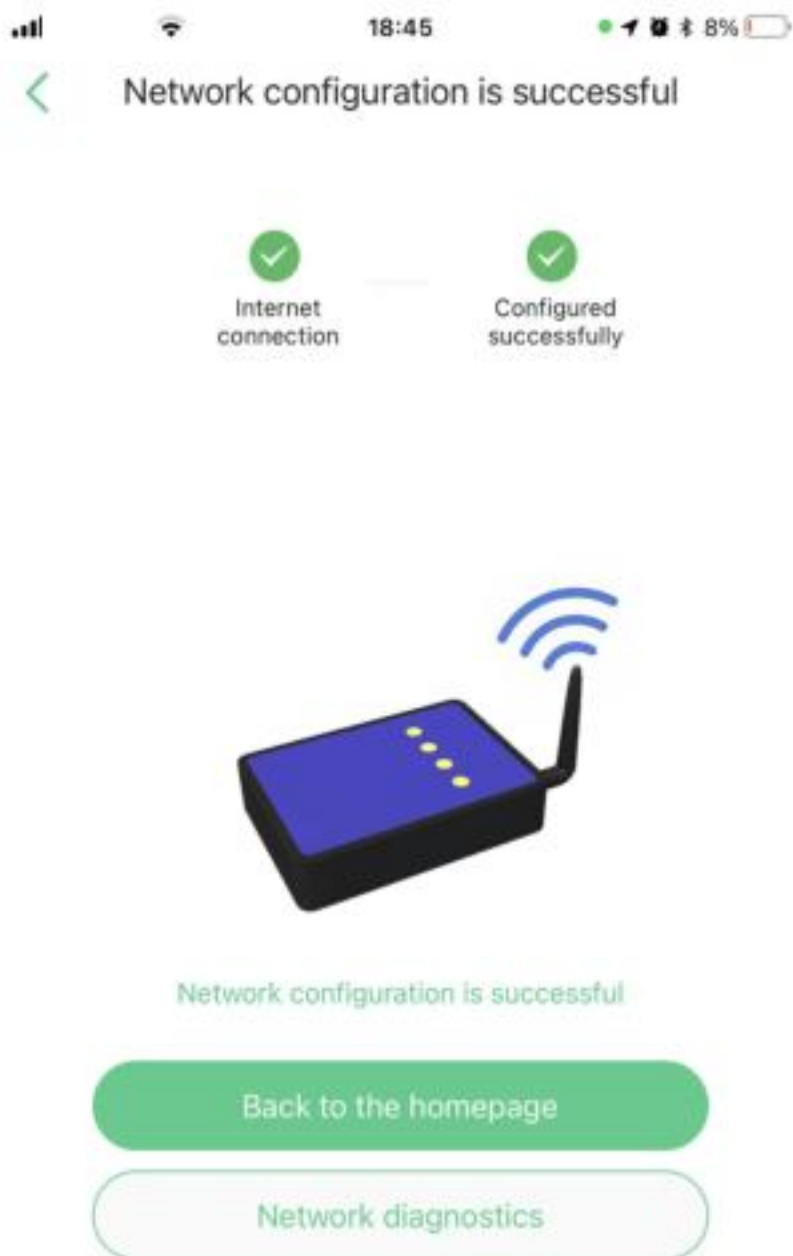 18:45
8%
Network configuration is successful
Internet
connection
Configured
successfully
Network configuration is successful
Back to the homepage
Network diagnostics